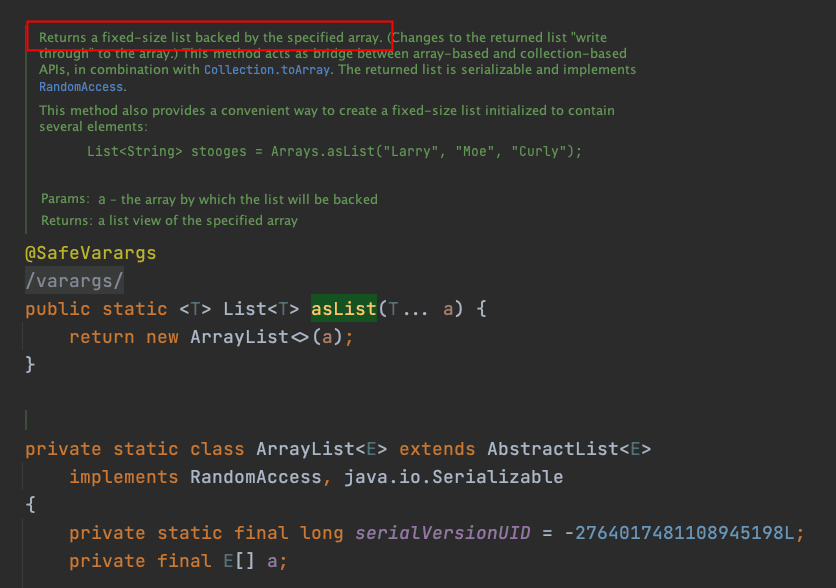 Returns a fixed-size list backed by the specified array. (Changes to the returned list "write
through" to the array.) This method acts as bridge between array-based and collection-based
APIs, in combination with Collection.toArray. The returned list is serializable and implements
RandomAccess.
This method also provides a convenient way to create a fixed-size list initialized to contain
several elements:
List<String> stooges = Arrays.asList("Larry", "Moe", "Curly");
Params: a – the array by which the list will be backed
Returns: a list view of the specified array
@SafeVarargs
/varargs/
public static <T> List<T> asList(T... a) {
return new ArrayList<>(a);
}
private static class ArrayList<E> extends AbstractList<E>
implements RandomAccess, java.io.Serializable
{
private static final long serialVersionUID = -2764017481108945198L;
private final E[] a;